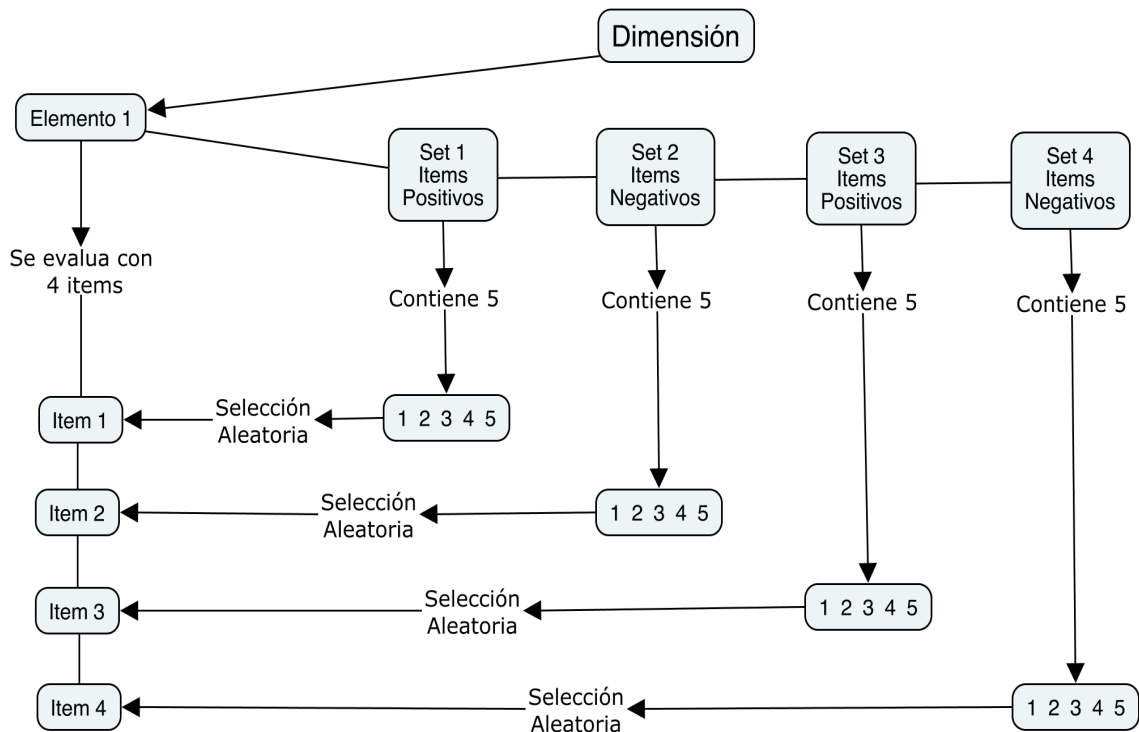 Dimensión
Elemento 1
Set 1
Items
Positivos
Set 2
Items
Negativos
Set 3
Items
Positivos
Set 4
Items
Negativos
Se evalua con
4 items
Contiene 5
Contiene 5
Contiene 5
Contiene 5
Item 1
Selección
Aleatoria
1 2 3 4 5
Item 2
Selección
Aleatoria
1 2 3 4 5
Item 3
Selección
Aleatoria
1 2 3 4 5
Item 4
Selección
Aleatoria
1 2 3 4 5